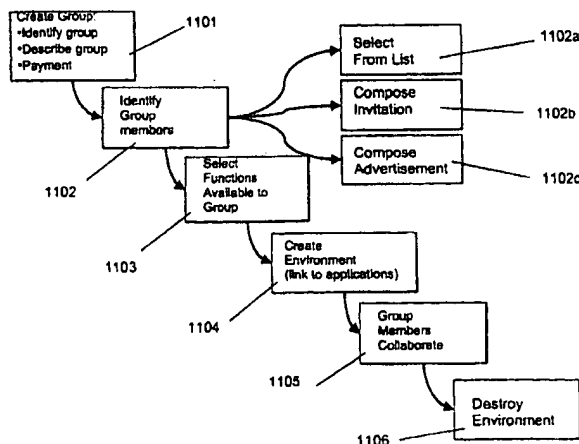 Create Group:
•Identify group
•Describe group
•Payment
1101
Select
From List
1102a
Identify
Group
members
1102
Compose
Invitation
1102b
Compose
Advertisement
1102c
Select
Functions
Available to
Group
1103
Create
Environment
(link to applications)
1104
Group
Members
Collaborate
1105
Destroy
Environment
1106